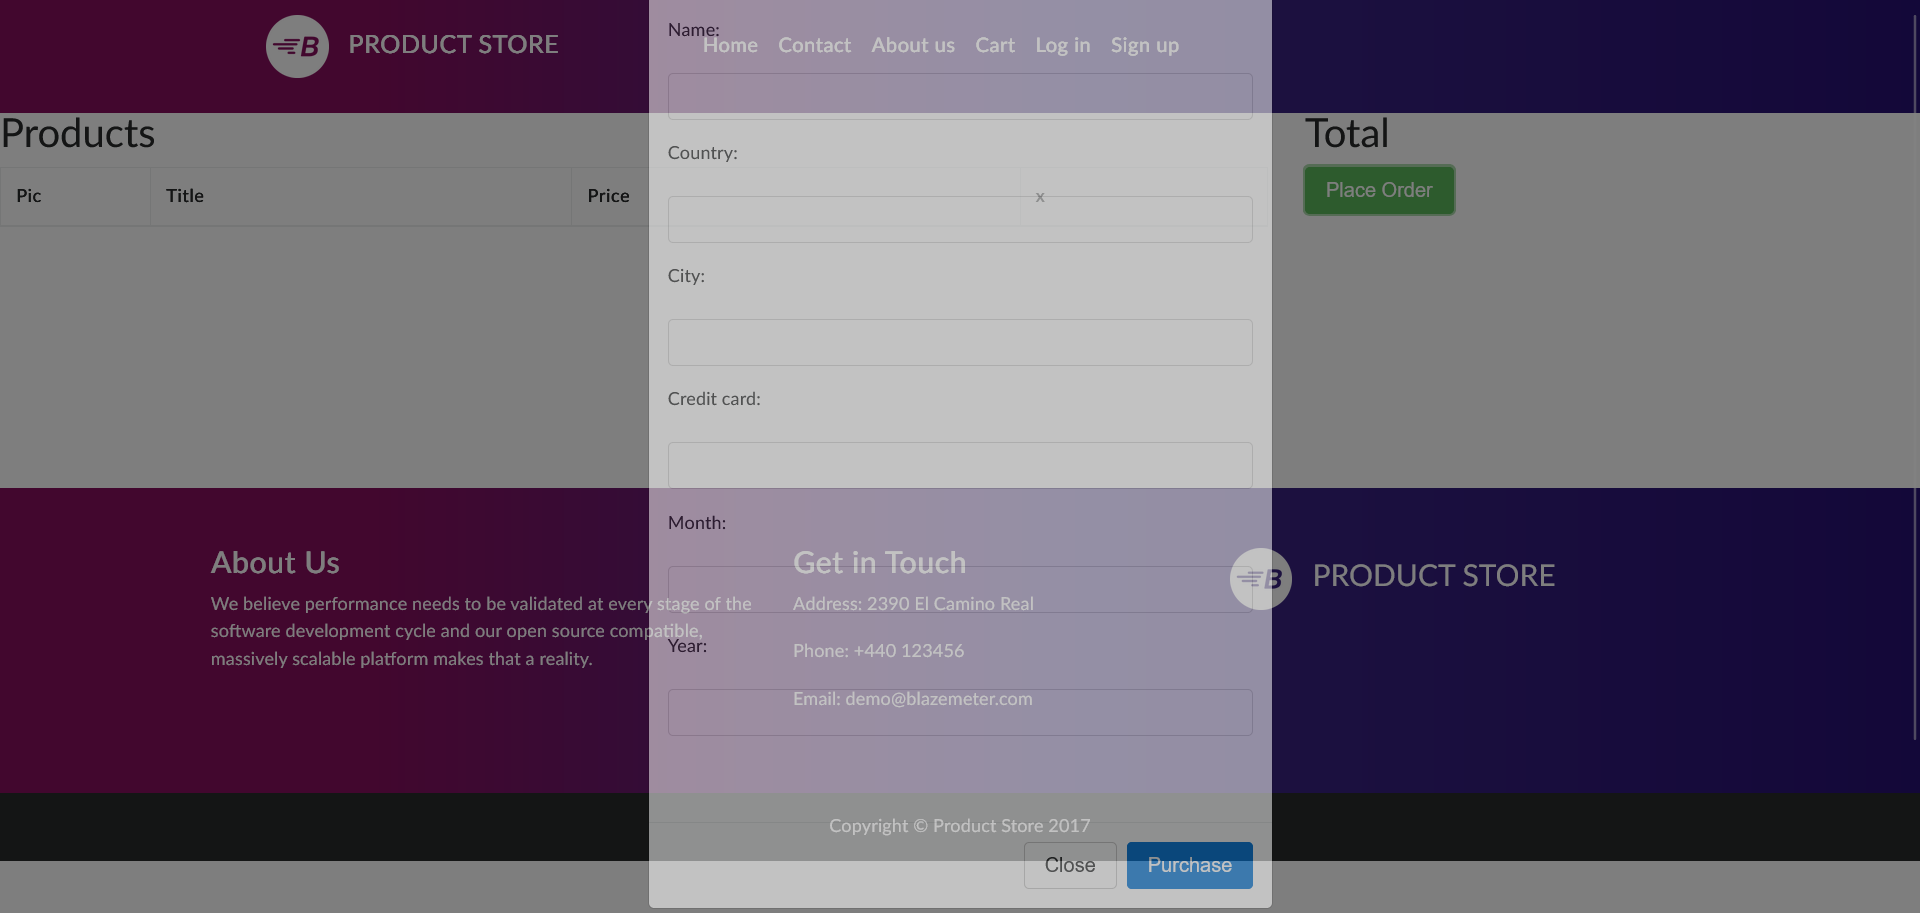 PRODUCT STORE
Home Contact About us Cart Log in Sign up
Name:
Products
Total
Country:
Pic Title Price x
Place Order
City:
Credit card:
Month:
About Us
We believe performance needs to be validated at every stage of the
software development cycle and our open source compatible,
massively scalable platform makes that a reality.
Get in Touch
Address: 2390 El Camino Real
Phone: +440 123456
Email: demo@blazemeter.com
B PRODUCT STORE
Year:
Copyright © Product Store 2017
Close Purchase